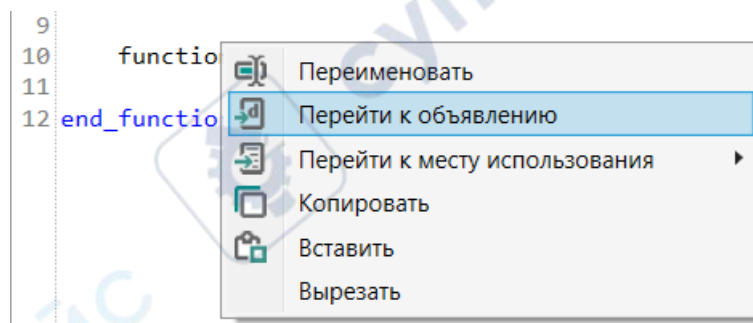 9
10 functio
11
12 end_functio
Переименовать
Перейти к объявлению
Перейти к месту использования
Копировать
Вставить
Вырезать